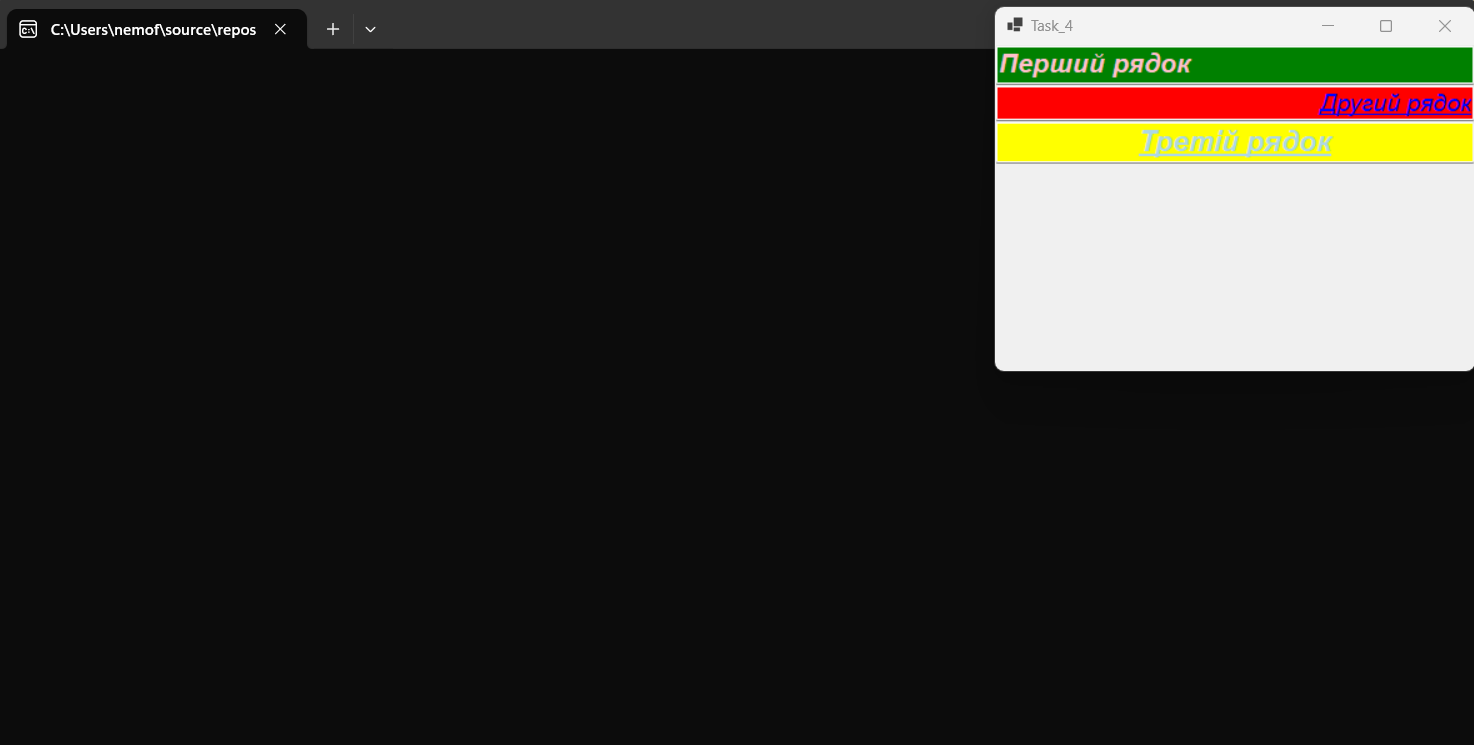 C:\Users\nemof\source\repos
Task_4
Перший рядок
Другий рядок
Третій рядок